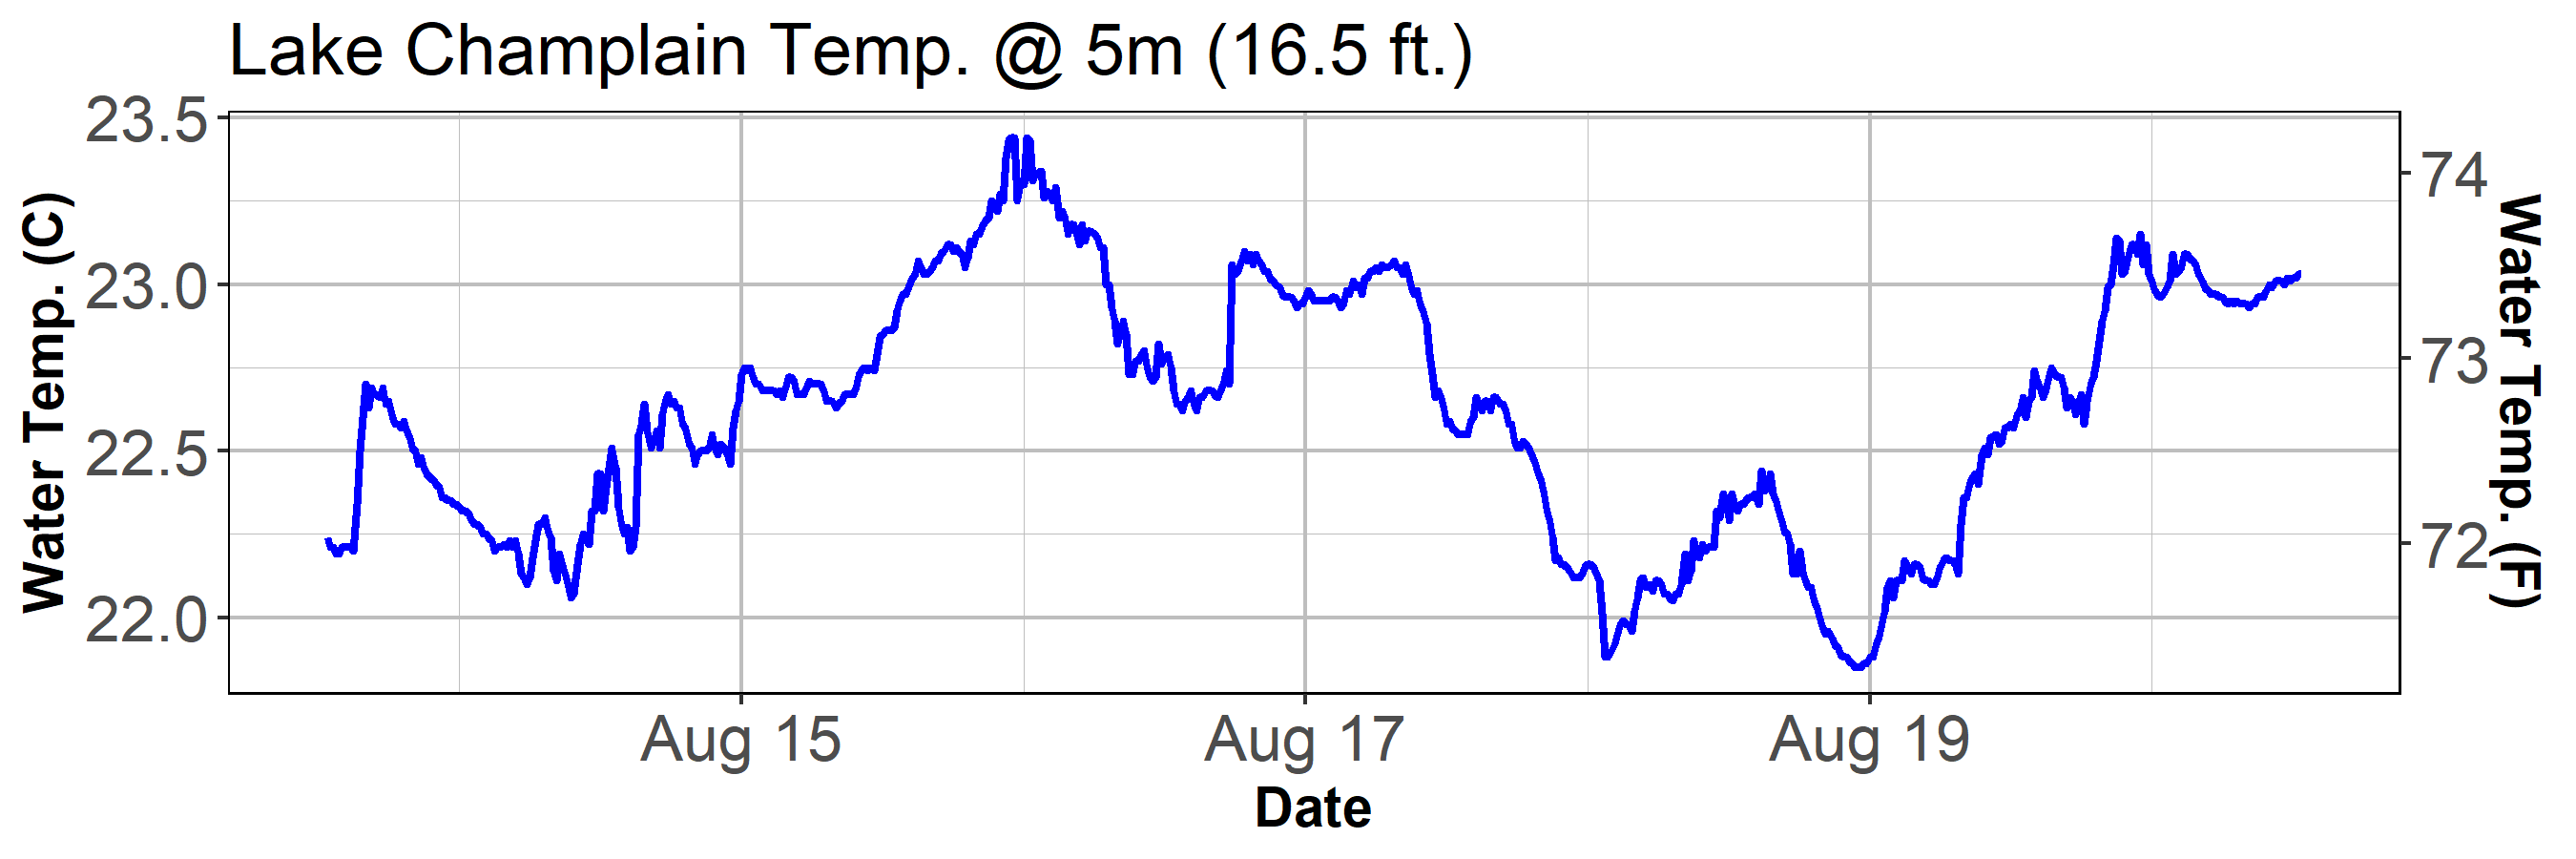 Lake Champlain Temp. @ 5m (16.5 ft.)
Water Temp. (C)
23.5
23.0
22.5
22.0
74
73
72
Water Temp. (F)
Aug 15
Aug 17
Aug 19
Date